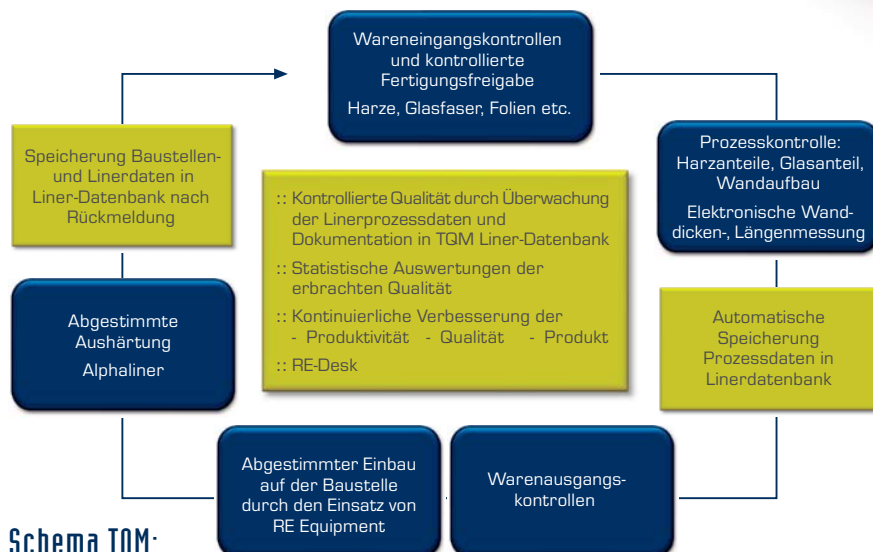 Wareneingangskontrollen
und kontrollierte
Fertigungsfreigabe
Harze, Glasfaser, Folien etc.
Prozesskontrolle:
Harzanteile, Glasanteil,
Wandaufbau
Elektronische Wand-
dicken-, Längenmessung
Automatische
Speicherung
Prozessdaten in
Linerdatenbank
Warenausgangs-
kontrollen
Abgestimmter Einbau
auf der Baustelle
durch den Einsatz von
RE Equipment
Abgestimmte
Aushärtung
Alphaliner
Speicherung Baustellen-
und Linerdaten in
Liner-Datenbank nach
Rückmeldung
:: Kontrollierte Qualität durch Überwachung
der Linerprozessdaten und
Dokumentation in TQM Liner-Datenbank
:: Statistische Auswertungen der
erbrachten Qualität
:: Kontinuierliche Verbesserung der
- Produktivität - Qualität - Produkt
:: RE-Desk
Schema TQM: